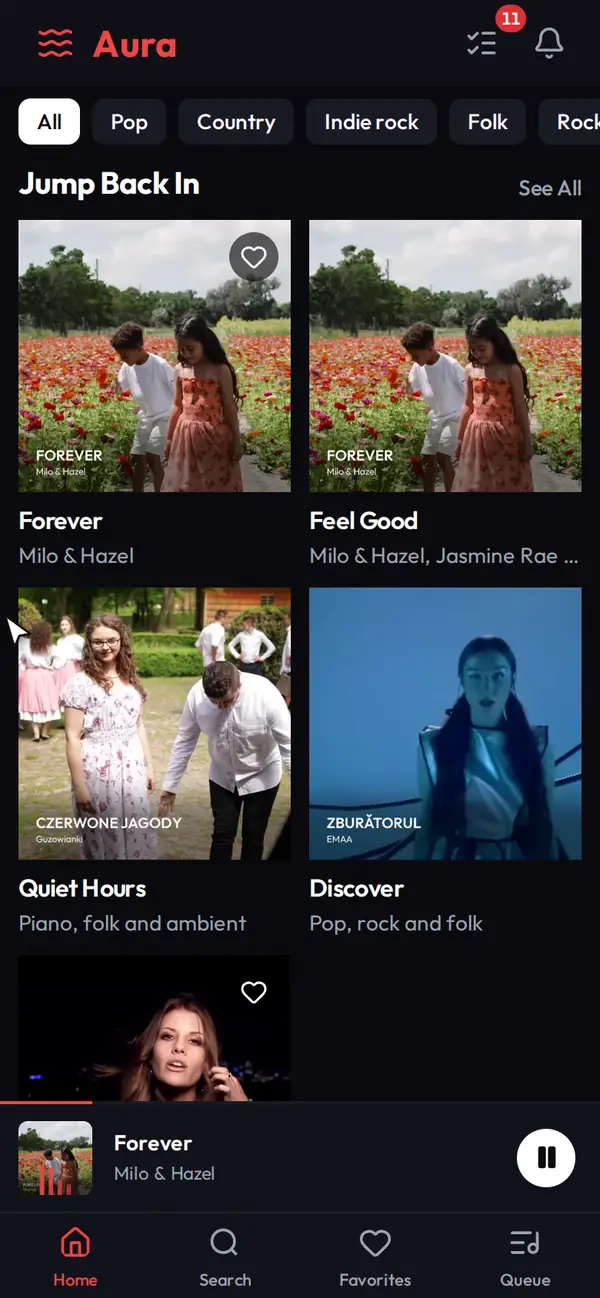 Aura
11
All
Pop
Country
Indie rock
Folk
Rock
Jump Back In
See All
FOREVER
Milo & Hazel
FOREVER
Milo & Hazel
Forever
Milo & Hazel
Feel Good
Milo & Hazel, Jasmine Rae ...
CZERWONE JAGODY
Guzowianki
ZBURĂTORUL
EMAA
Quiet Hours
Piano, folk and ambient
Discover
Pop, rock and folk
Forever
Milo & Hazel
Home
Search
Favorites
Queue